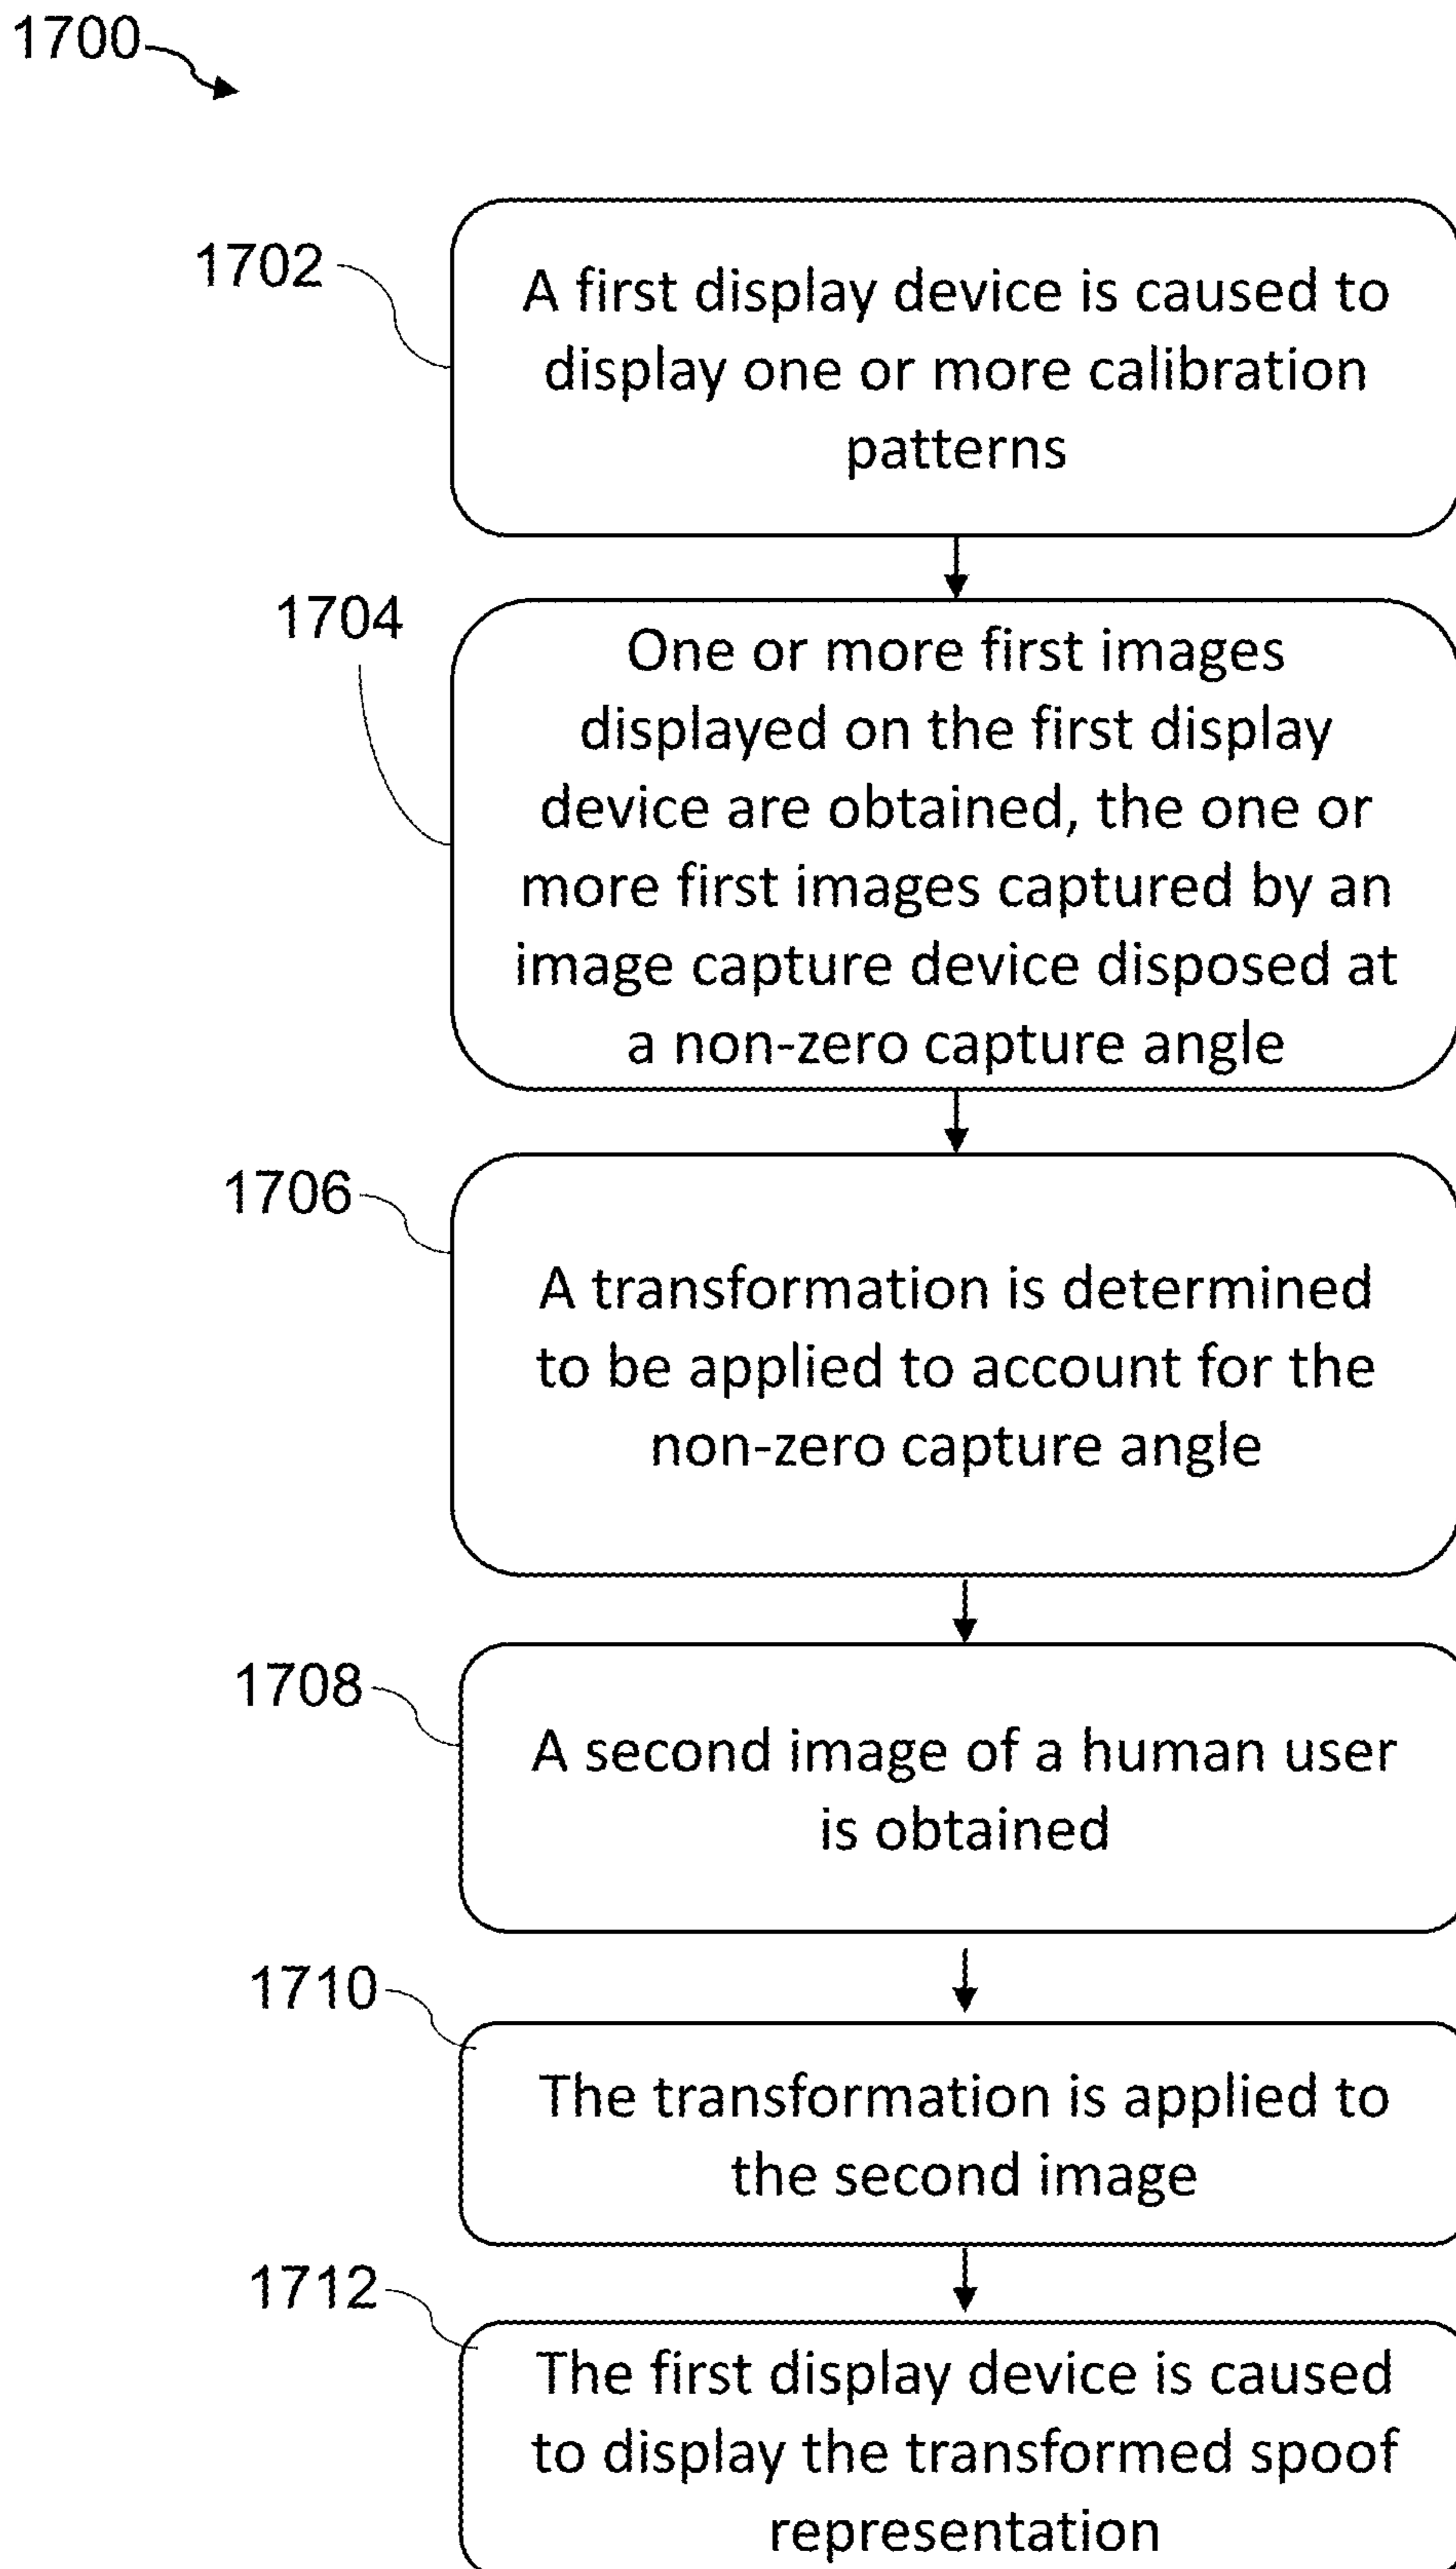 1700
1702
A first display device is caused to
display one or more calibration
patterns
1704
One or more first images
displayed on the first display
device are obtained, the one or
more first images captured by an
image capture device disposed at
a non-zero capture angle
1706
A transformation is determined
to be applied to account for the
non-zero capture angle
1708
A second image of a human user
is obtained
1710
The transformation is applied to
the second image
1712
The first display device is caused
to display the transformed spoof
representation